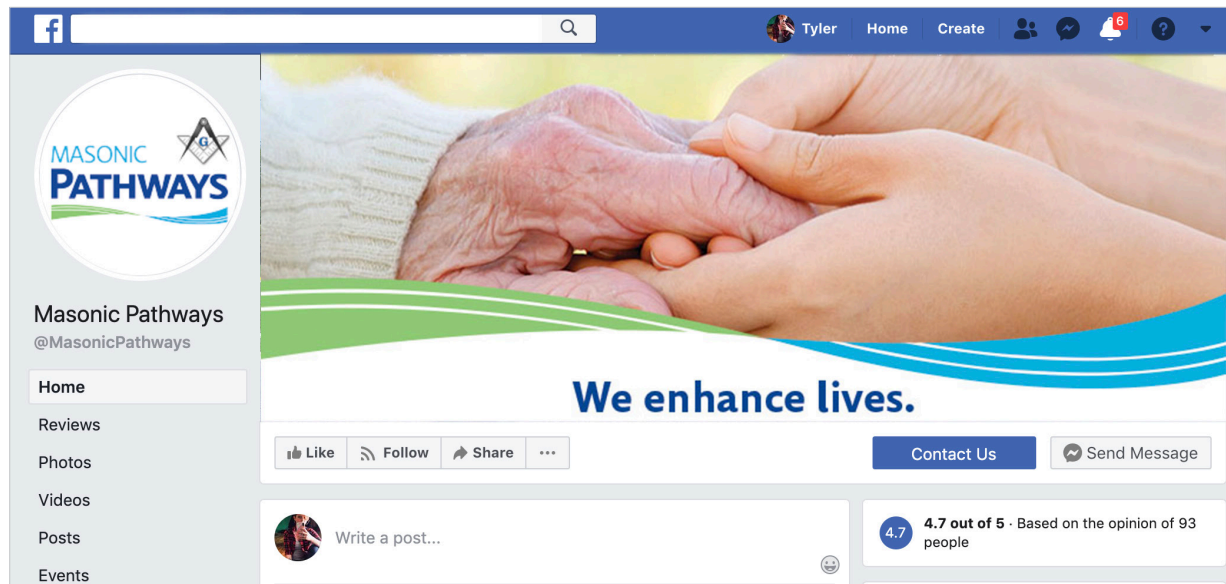 f
Tyler
Home
Create
6
?
G
MASONIC
PATHWAYS
Masonic Pathways
@MasonicPathways
Home
Reviews
Photos
Videos
Posts
Events
We enhance lives.
Like
Follow
Share
...
Contact Us
Send Message
Write a post...
4.7
4.7 out of 5 · Based on the opinion of 93
people